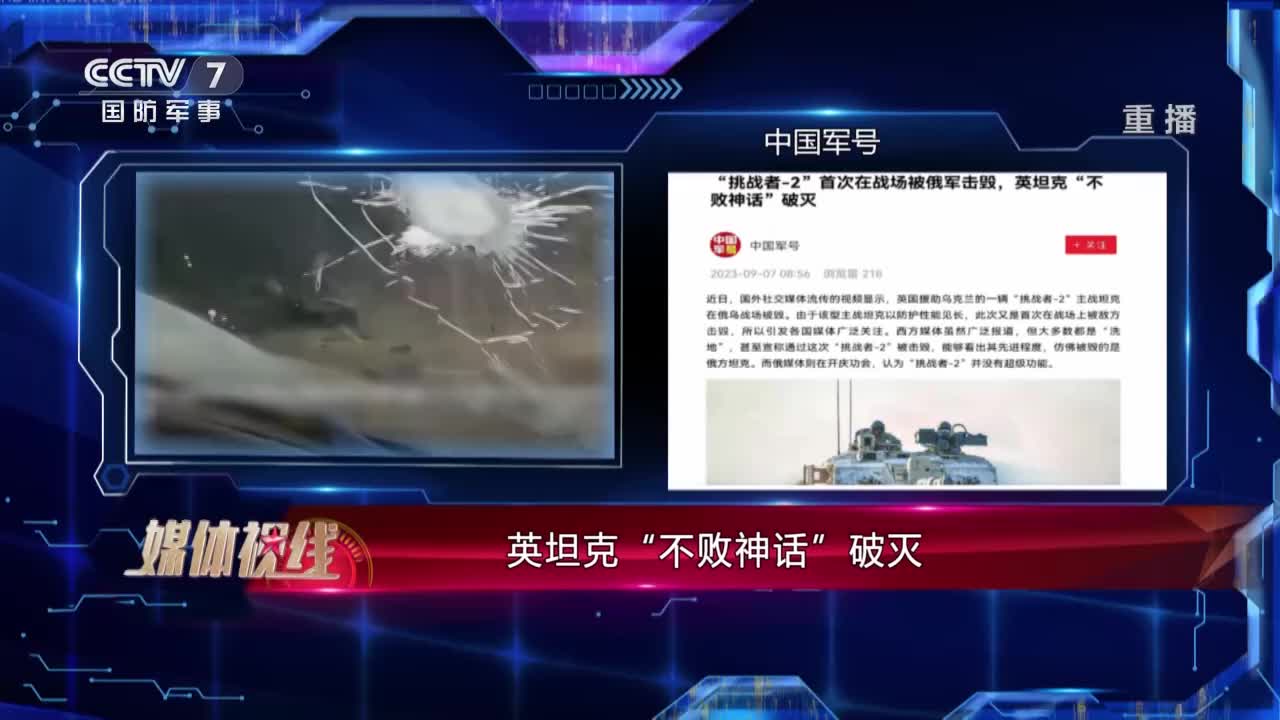 CCTV 7
国防军事
重播
中国军号
“挑战者-2”首次在战场被俄军击毁，英坦克“不
败神话”破灭
中国军号
中国军号
+ 关注
2023-09-07 08:56 浏览量 216
近日，国外社交媒体流传的视频显示，英国援助乌克兰的一辆“挑战者-2”主战坦克
在俄乌战场被毁。由于该型主战坦克以防护性能见长，此次又是首次在战场上被敌方
击毁，所以引发各国媒体广泛关注。西方媒体虽然广泛报道，但大多数都是“洗
地”，甚至宣称通过这次“挑战者-2”被击毁，能够看出其先进程度，仿佛被毁的是
俄方坦克。而俄媒体则在开庆功会，认为“挑战者-2”并没有超级功能。
媒体视线
英坦克“不败神话”破灭